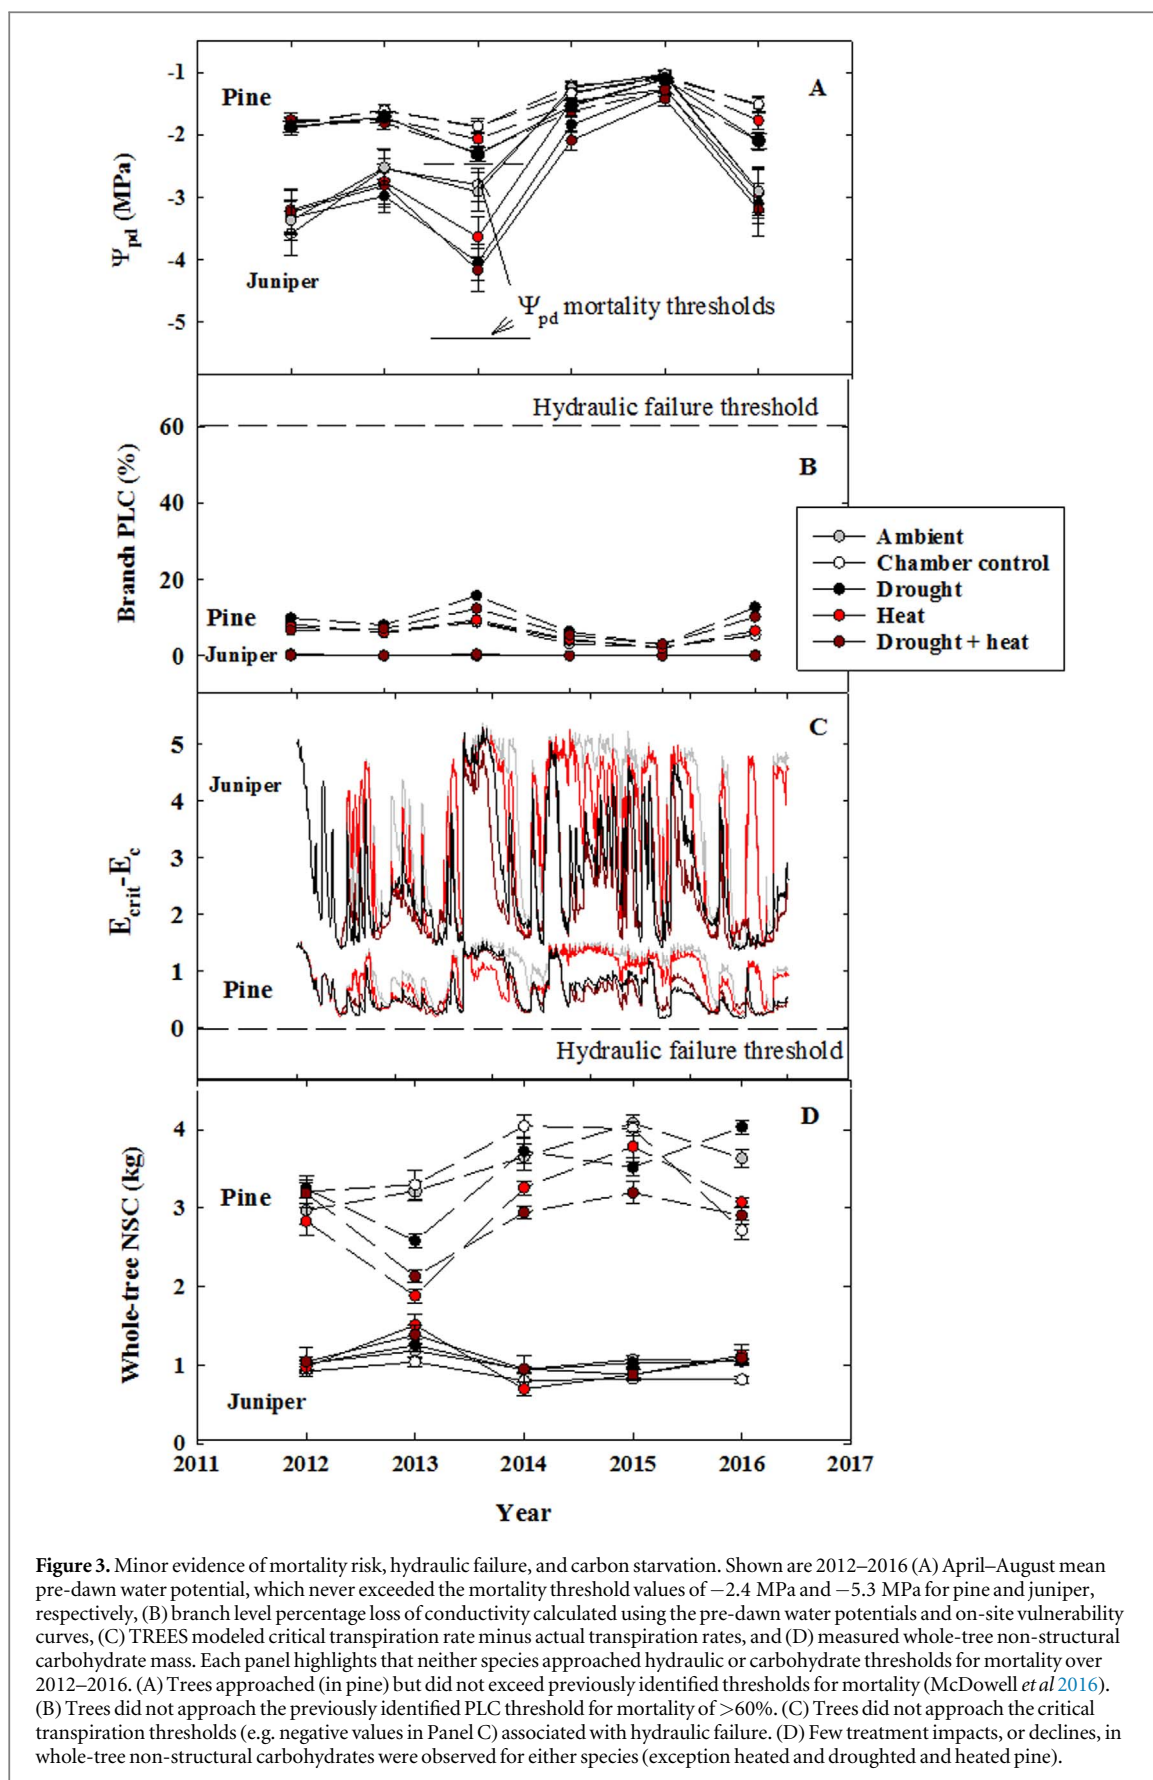 -1
Pine
A
-2
Ψpd (MPa)
-3
-4
Juniper
Ψpd mortality thresholds
-5
Hydraulic failure threshold
60
B
Branch PLC (%)
40
20
Pine
Juniper
0
Ambient
Chamber control
Drought
Heat
Drought + heat
C
5
Juniper
4
Ecrit-Ec
3
2
1
Pine
0
Hydraulic failure threshold
D
4
Whole-tree NSC (kg)
Pine
3
2
1
Juniper
0
2011 2012 2013 2014 2015 2016 2017
Year
Figure 3. Minor evidence of mortality risk, hydraulic failure, and carbon starvation. Shown are 2012–2016 (A) April–August mean
pre-dawn water potential, which never exceeded the mortality threshold values of −2.4 MPa and −5.3 MPa for pine and juniper,
respectively, (B) branch level percentage loss of conductivity calculated using the pre-dawn water potentials and on-site vulnerability
curves, (C) TREES modeled critical transpiration rate minus actual transpiration rates, and (D) measured whole-tree non-structural
carbohydrate mass. Each panel highlights that neither species approached hydraulic or carbohydrate thresholds for mortality over
2012–2016. (A) Trees approached (in pine) but did not exceed previously identified thresholds for mortality (McDowell et al 2016).
(B) Trees did not approach the previously identified PLC threshold for mortality of >60%. (C) Trees did not approach the critical
transpiration thresholds (e.g. negative values in Panel C) associated with hydraulic failure. (D) Few treatment impacts, or declines, in
whole-tree non-structural carbohydrates were observed for either species (exception heated and droughted and heated pine).